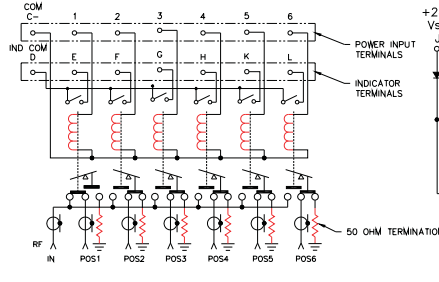 COM
C- 1 2 3 4 5 6
IND COM
D E F G H K L
POWER INPUT
TERMINALS
INDICATOR
TERMINALS
+2
Vs
J
50 OHM TERMINATION
RF
IN POS1 POS2 POS3 POS4 POS5 POS6